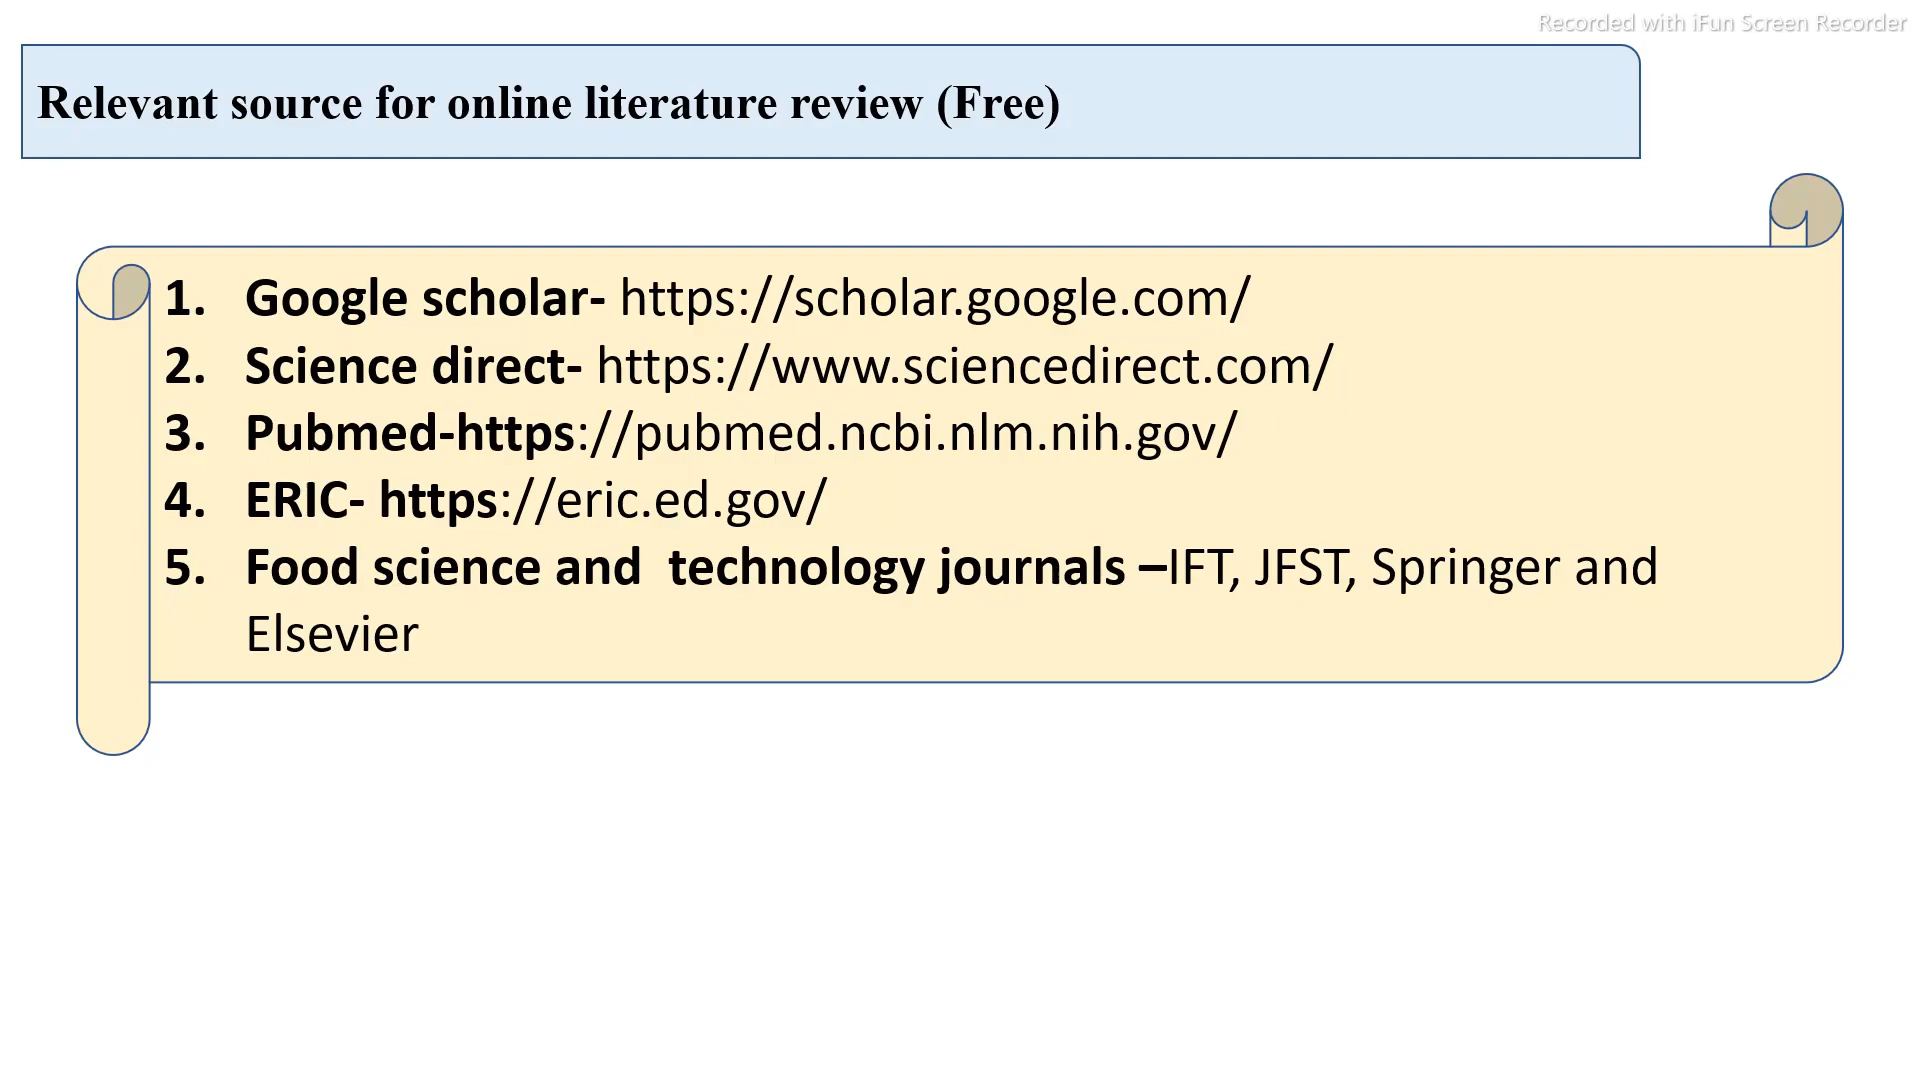 Recorded with iFun Screen Recorder
Relevant source for online literature review (Free)
1. Google scholar- https://scholar.google.com/
2. Science direct- https://www.sciencedirect.com/
3. Pubmed-https://pubmed.ncbi.nlm.nih.gov/
4. ERIC- https://eric.ed.gov/
5. Food science and  technology journals –IFT, JFST, Springer and
Elsevier